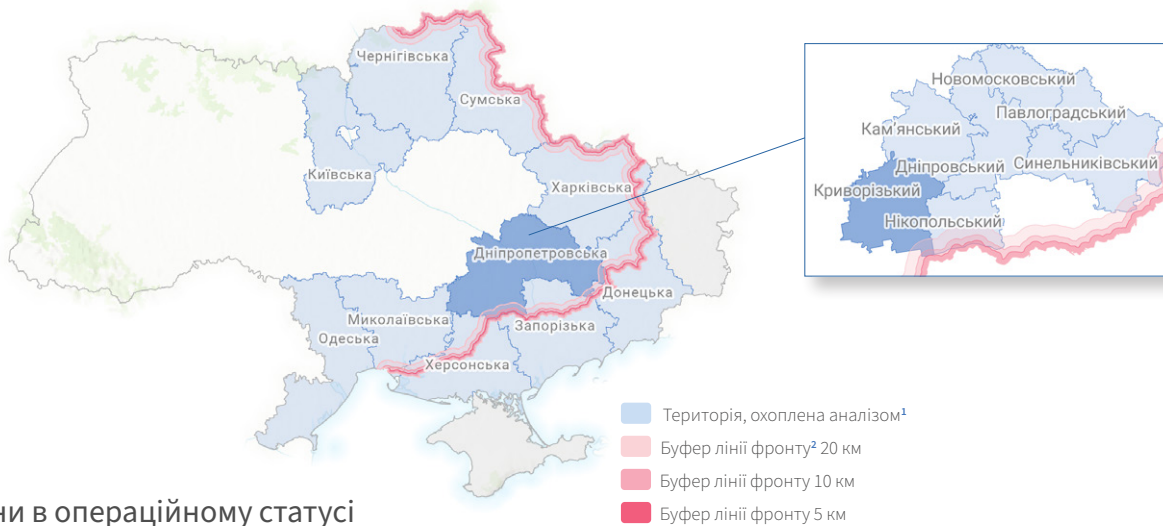 Чернігівська
Сумська
Київська
Харківська
Дніпропетровська
Донецька
Миколаївська
Запорізька
Одеська
Херсонська
Новомосковський
Павлоградський
Кам'янський
Дніпровський
Синельниківський
Криворізький
Нікопольський
Територія, охоплена аналізом¹
Буфер лінії фронту² 20 км
Буфер лінії фронту 10 км
Буфер лінії фронту 5 км
ни в операційному статусі